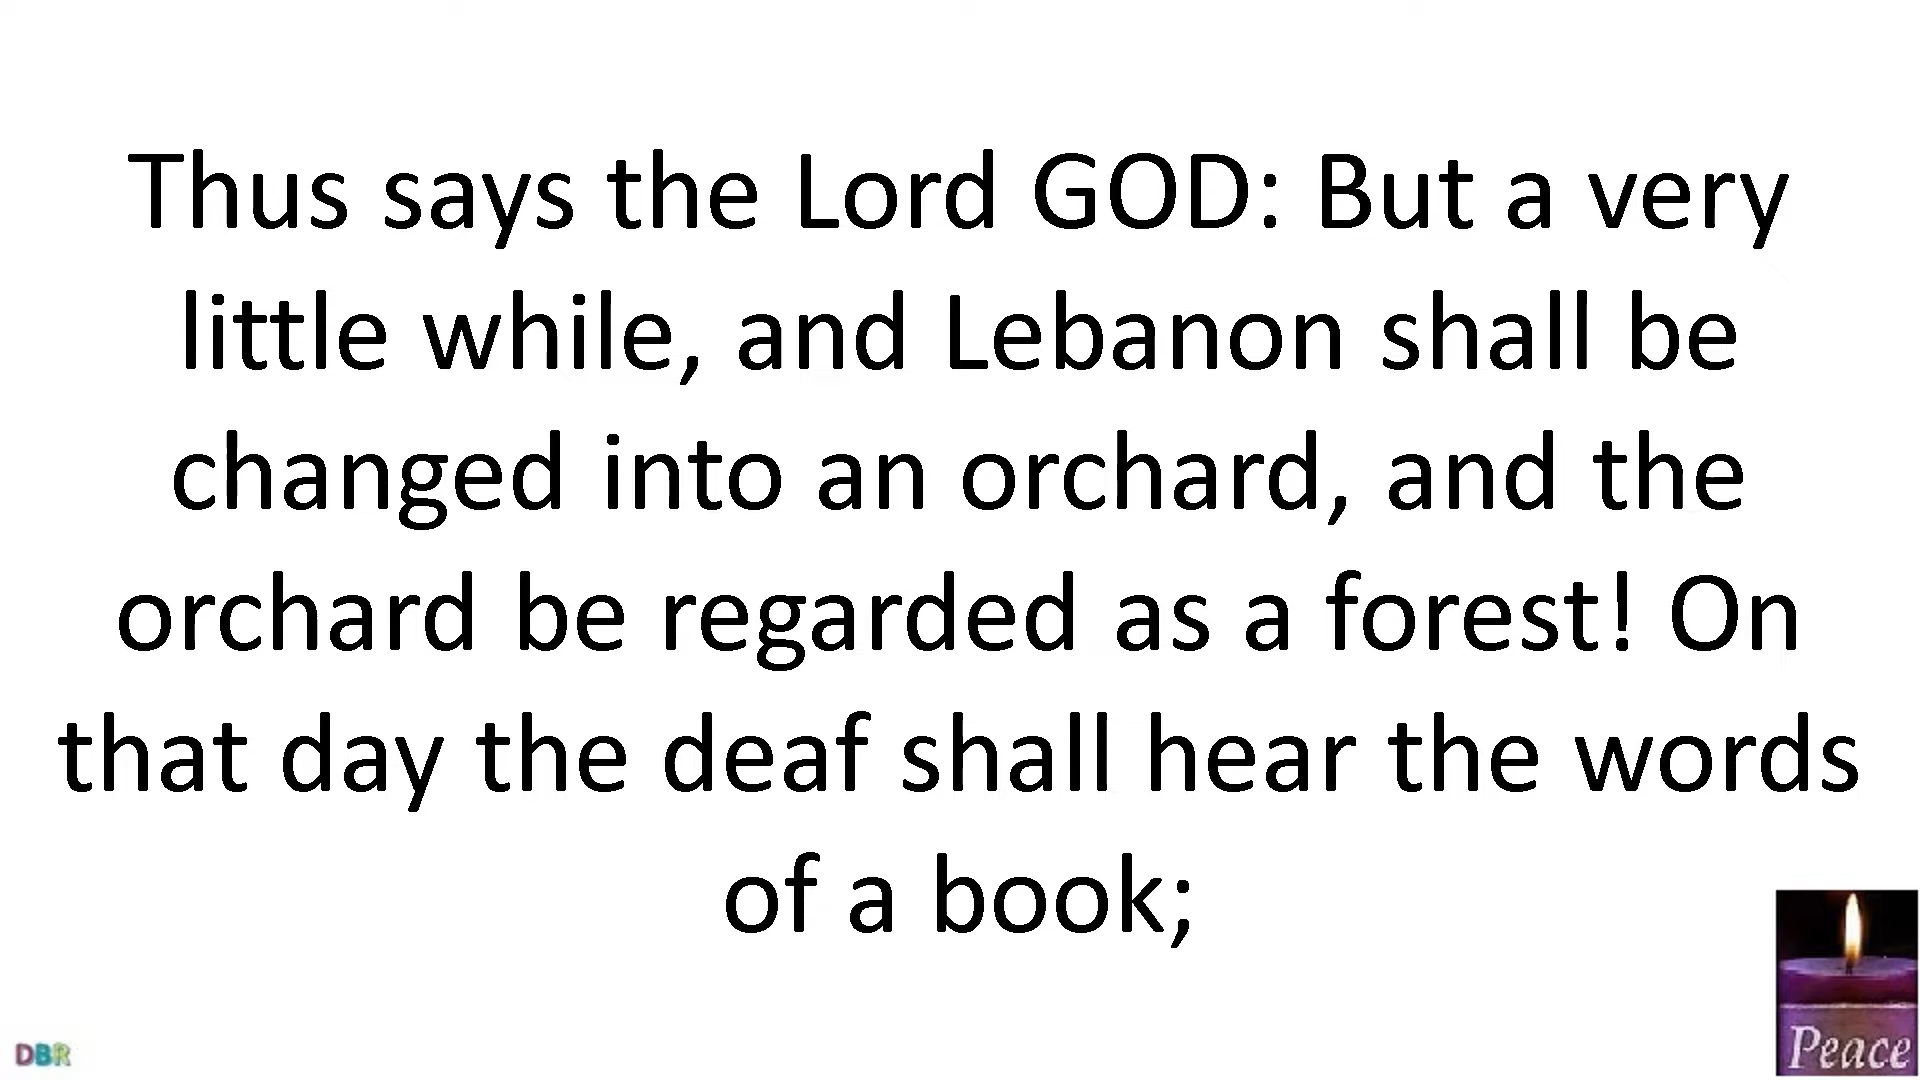 Thus says the Lord GOD: But a very
little while, and Lebanon shall be
changed into an orchard, and the
orchard be regarded as a forest! On
that day the deaf shall hear the words
of a book;
Peace
DBR